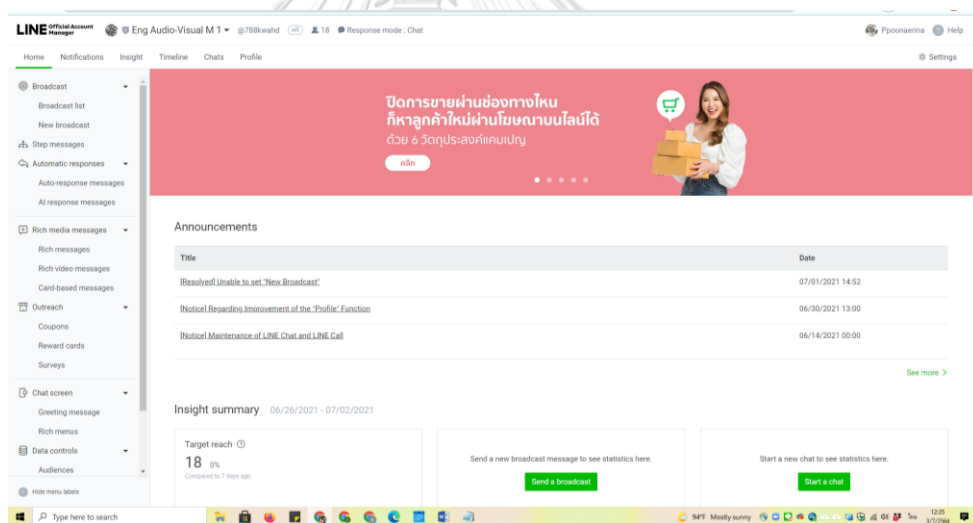 LINE Official Account Manager
Eng Audio-Visual M 1 @788kwahd 18 Response mode : Chat
Ppoonaerina Help
Home Notifications Insight Timeline Chats Profile
Settings
Broadcast
Broadcast list
New broadcast
Step messages
Automatic responses
Auto-response messages
AI response messages
Rich media messages
Rich messages
Rich video messages
Card-based messages
Outreach
Coupons
Reward cards
Surveys
Chat screen
Greeting message
Rich menus
Data controls
Audiences
Hide menu labels
ปิดการขายผ่านช่องทางไหน
ก็หาลูกค้าใหม่ผ่านโฆษณาบนไลน์ได้
ด้วย 6 วัตถุประสงค์แคมเปญ
คลิก
Announcements
Title Date
[Resolved] Unable to set "New Broadcast" 07/01/2021 14:52
[Notice] Regarding Improvement of the "Profile" Function 06/30/2021 13:00
[Notice] Maintenance of LINE Chat and LINE Call 06/14/2021 00:00
See more
Insight summary 06/26/2021 - 07/02/2021
Target reach
18 0%
Compared to 7 days ago
Send a new broadcast message to see statistics here.
Send a broadcast
Start a new chat to see statistics here.
Start a chat
Type here to search
94°F Mostly sunny
ไทย
12:05
3/7/2564